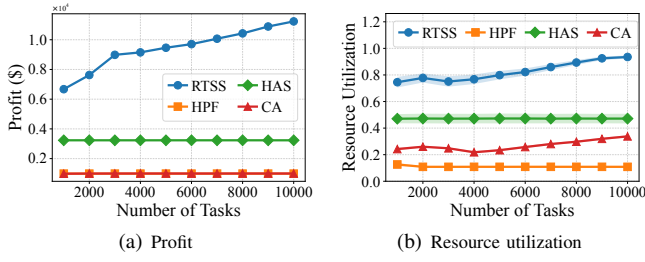 ×10⁴
1.0
0.8
0.6
0.4
0.2
Profit ($)
RTSS
HPF
HAS
CA
2000 4000 6000 8000 10000
Number of Tasks
(a) Profit
1.2
1.0
0.8
0.6
0.4
0.2
0.0
Resource Utilization
RTSS HPF HAS CA
2000 4000 6000 8000 10000
Number of Tasks
(b) Resource utilization